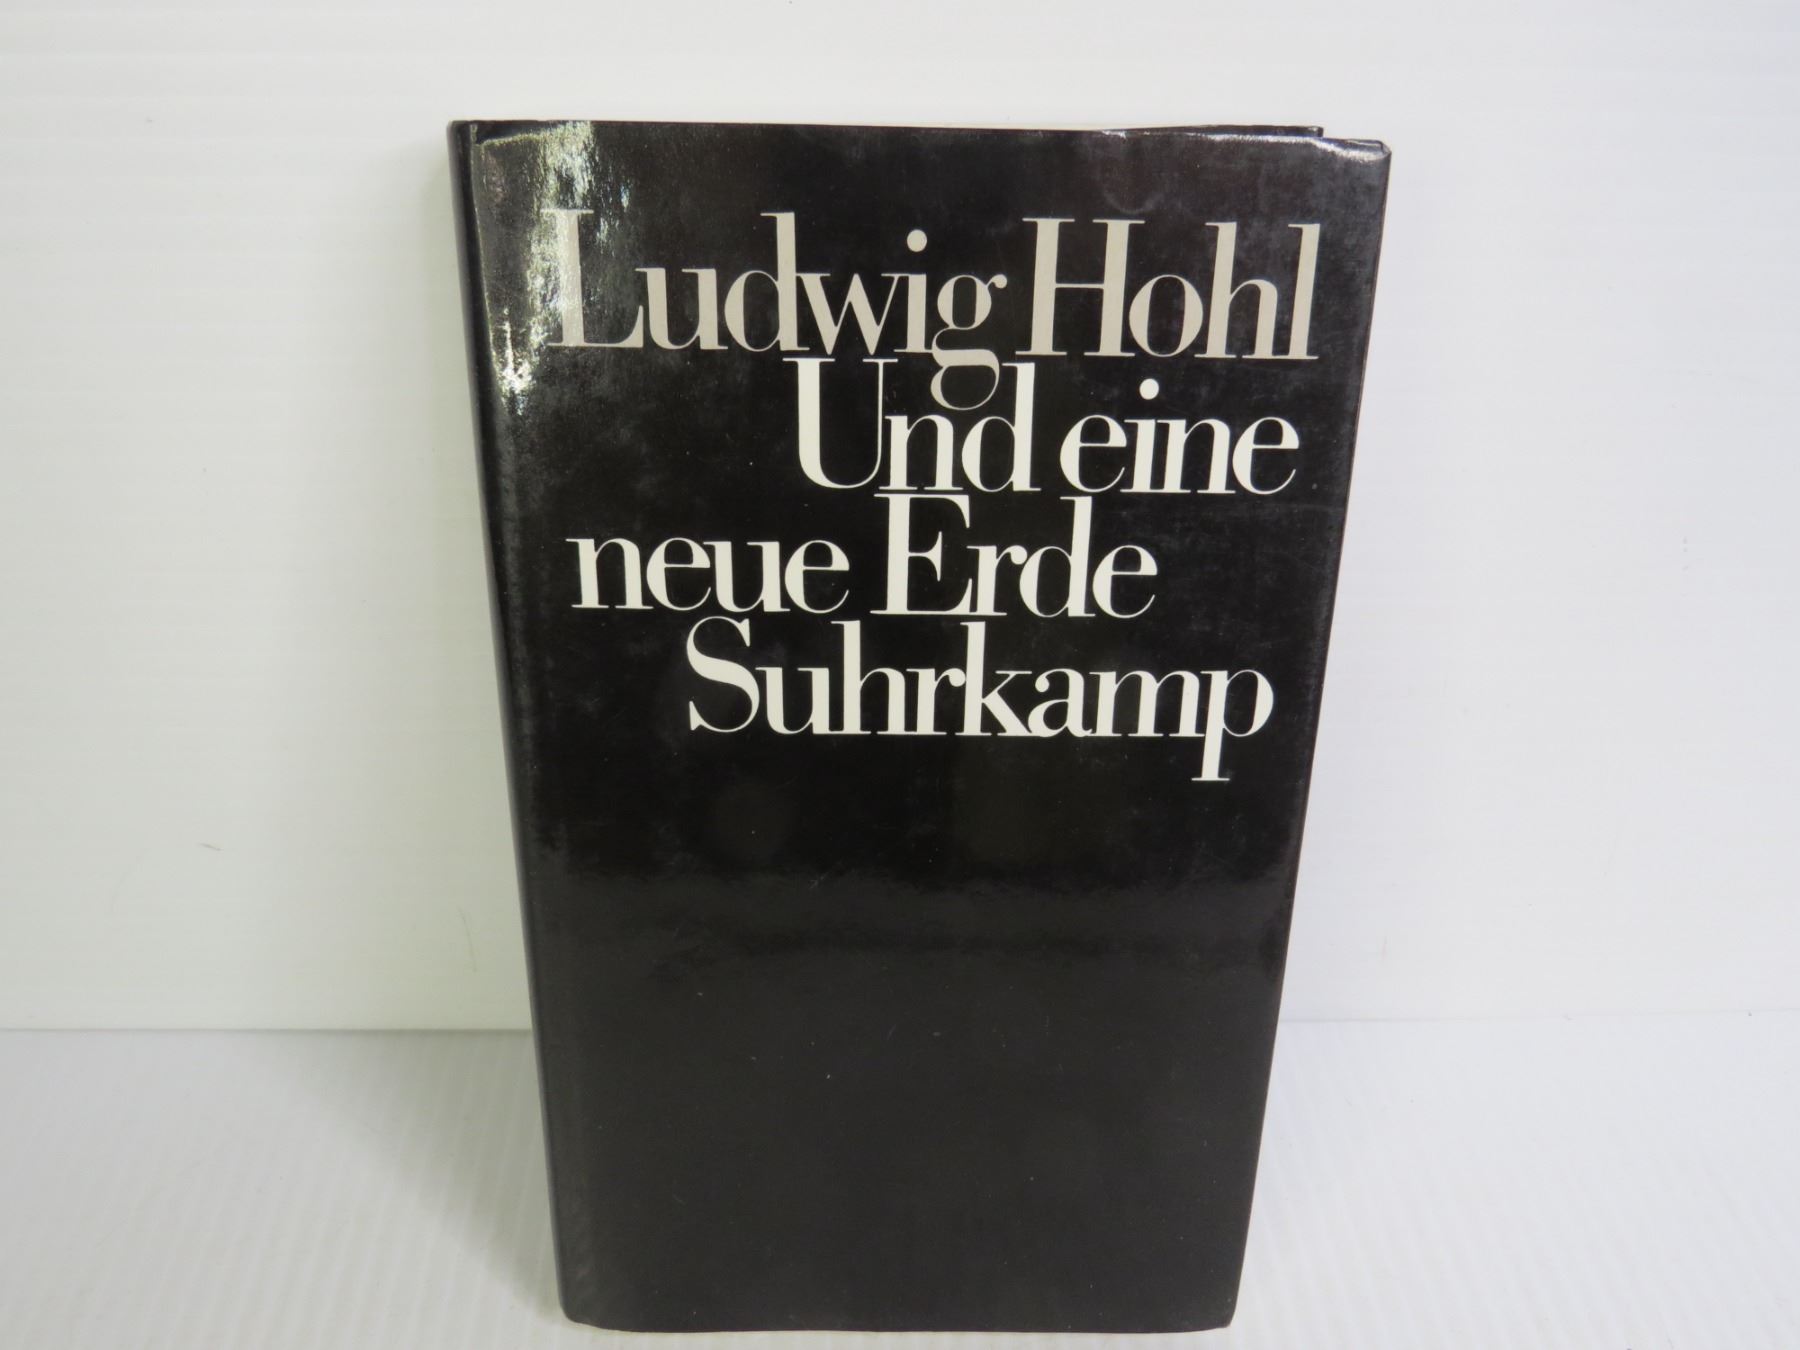 Ludwig Hohl
Und eine
neue Erde
Suhrkamp